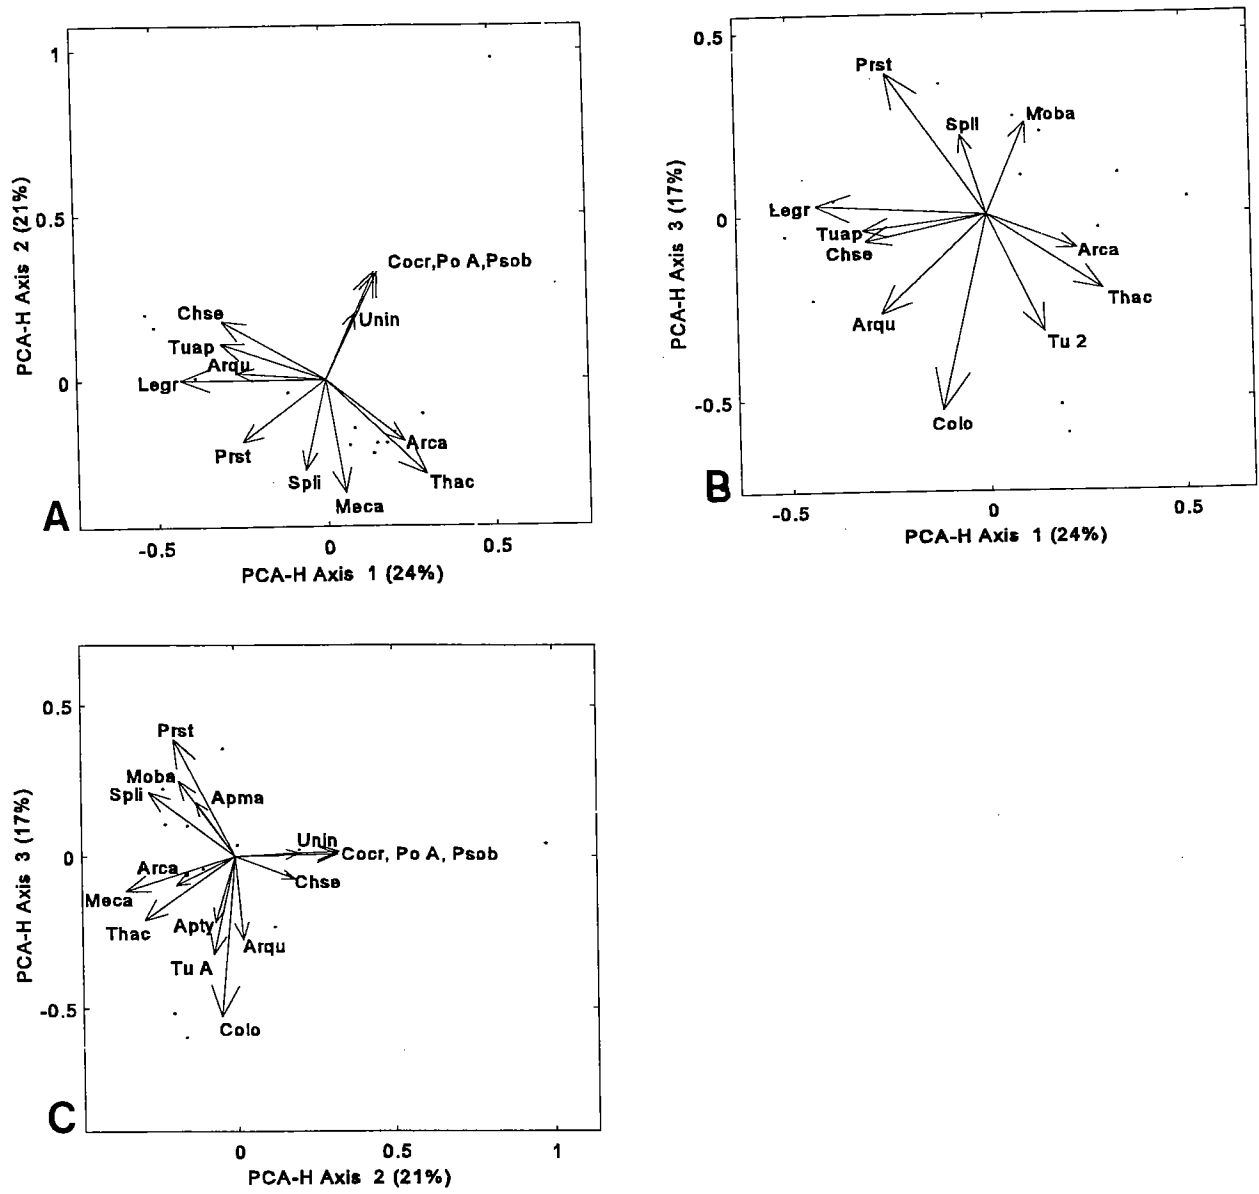 1
0.5
0
-0.5
0
0.5
PCA-H Axis 2 (21%)
PCA-H Axis 1 (24%)
Cocr,Po A,Psob
Unin
Chse
Tuap
Arqu
Legr
Prst
Spli
Meca
Arca
Thac
A
0.5
0
-0.5
-0.5
0
0.5
PCA-H Axis 3 (17%)
PCA-H Axis 1 (24%)
Prst
Spli
Moba
Legr
Tuap
Chse
Arqu
Arca
Thac
Tu 2
Colo
B
0.5
0
-0.5
0
0.5
1
PCA-H Axis 3 (17%)
PCA-H Axis 2 (21%)
Prst
Moba
Spli
Apma
Unin
Cocr, Po A, Psob
Arca
Chse
Meca
Thac
Apty
Arqu
Tu A
Colo
C